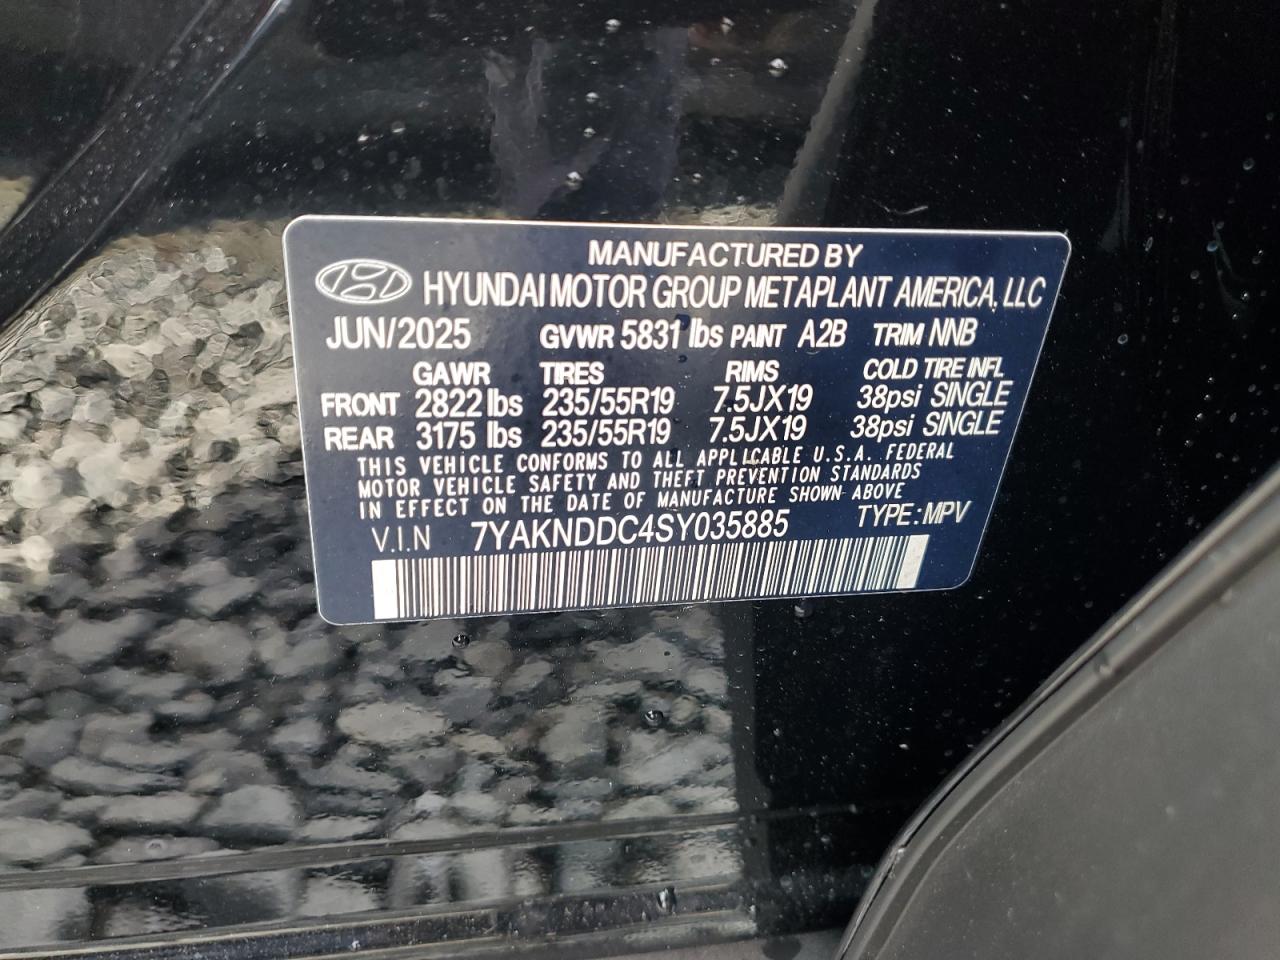 MANUFACTURED BY
HYUNDAI MOTOR GROUP METAPLANT AMERICA, LLC
JUN/2025 GVWR 5831 lbs PAINT A2B TRIM NNB
GAWR TIRES RIMS COLD TIRE INFL
FRONT 2822 lbs 235/55R19 7.5JX19 38psi SINGLE
REAR 3175 lbs 235/55R19 7.5JX19 38psi SINGLE
THIS VEHICLE CONFORMS TO ALL APPLICABLE U.S.A. FEDERAL
MOTOR VEHICLE SAFETY AND THEFT PREVENTION STANDARDS
IN EFFECT ON THE DATE OF MANUFACTURE SHOWN ABOVE
V.I.N 7YAKNDDC4SY035885 TYPE: MPV